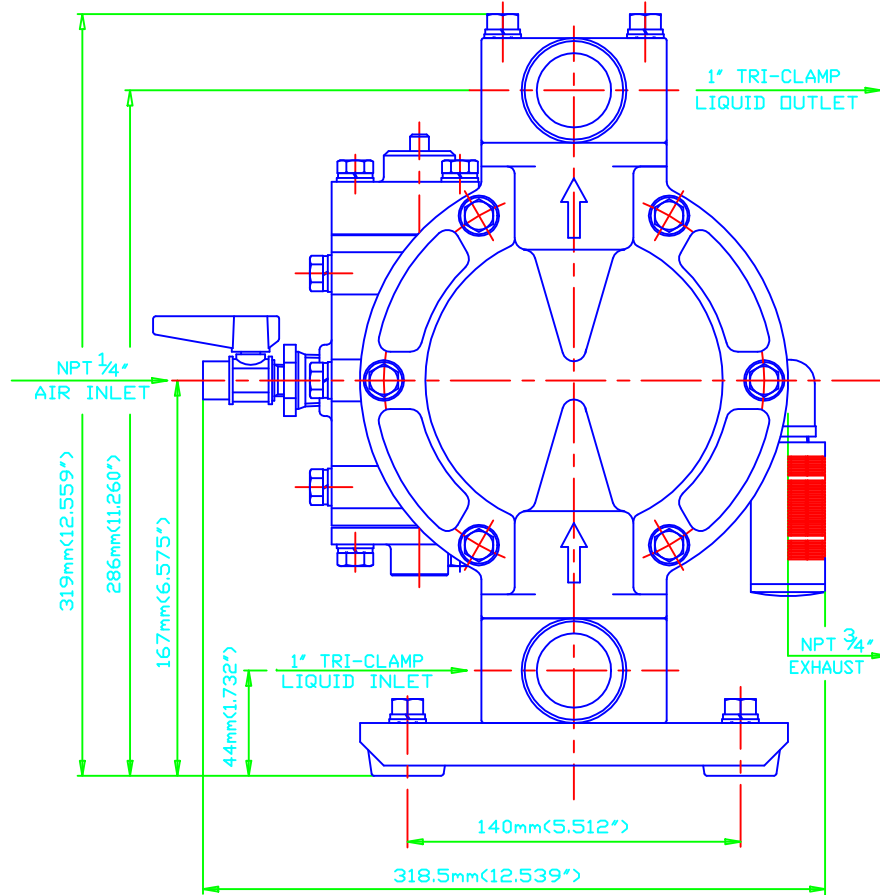 1" TRI-CLAMP
LIQUID OUTLET
NPT 1/4"
AIR INLET
319mm(12.559")
286mm(11.260")
167mm(6.575")
44mm(1.732")
1" TRI-CLAMP
LIQUID INLET
NPT 3/4"
EXHAUST
140mm(5.512")
318.5mm(12.539")